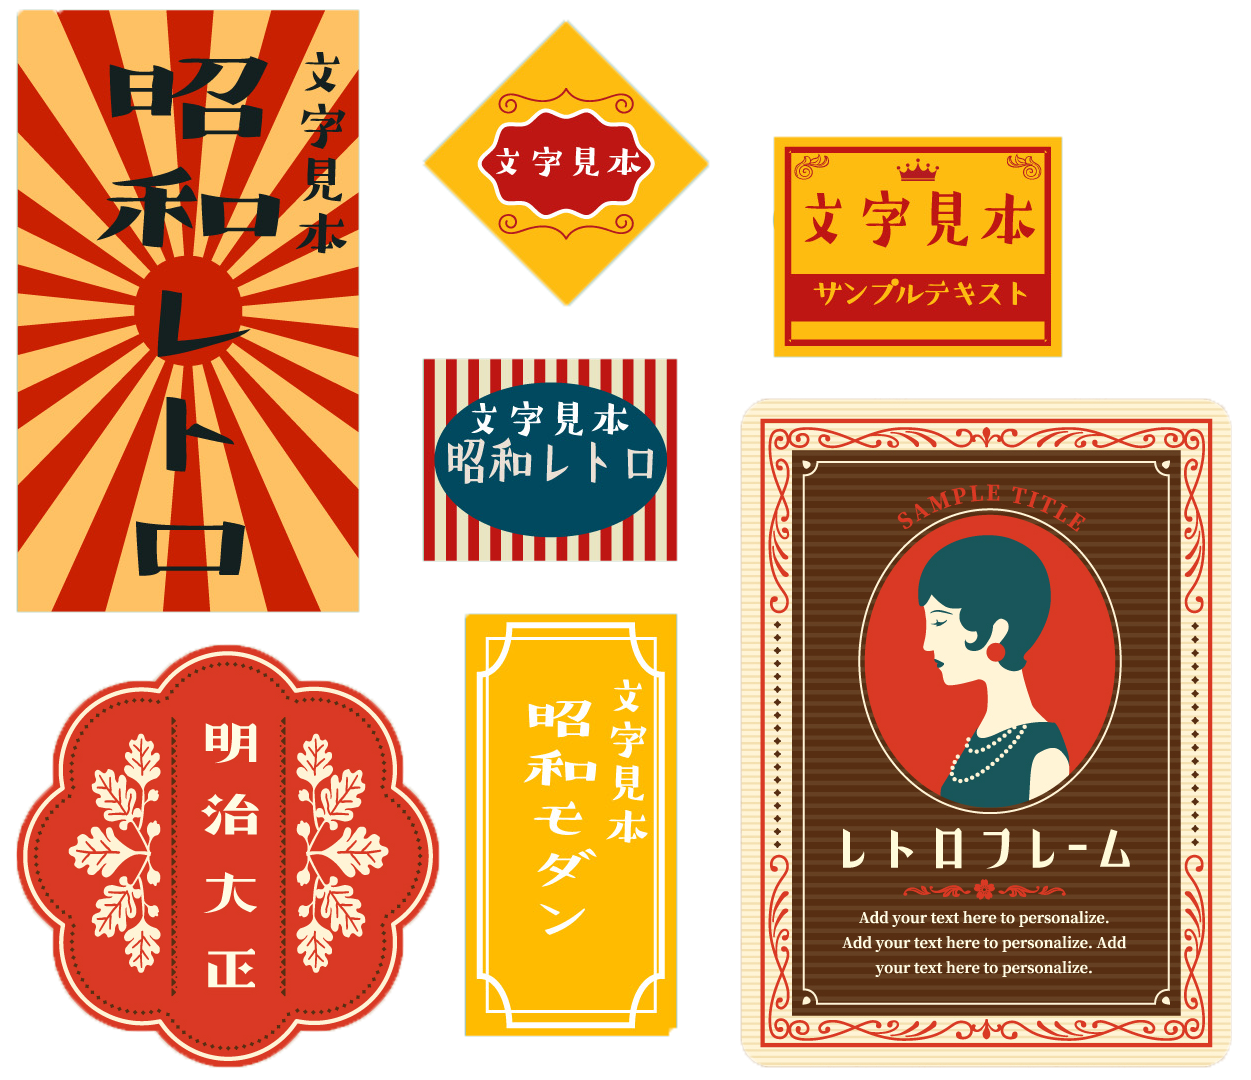 文字見本
昭和レトロ
文字見本
文字見本
サンプルテキスト
文字見本
昭和レトロ
明治大正
文字見本
昭和モダン
SAMPLE TITLE
レトロフレーム
Add your text here to personalize.
Add your text here to personalize. Add
your text here to personalize.